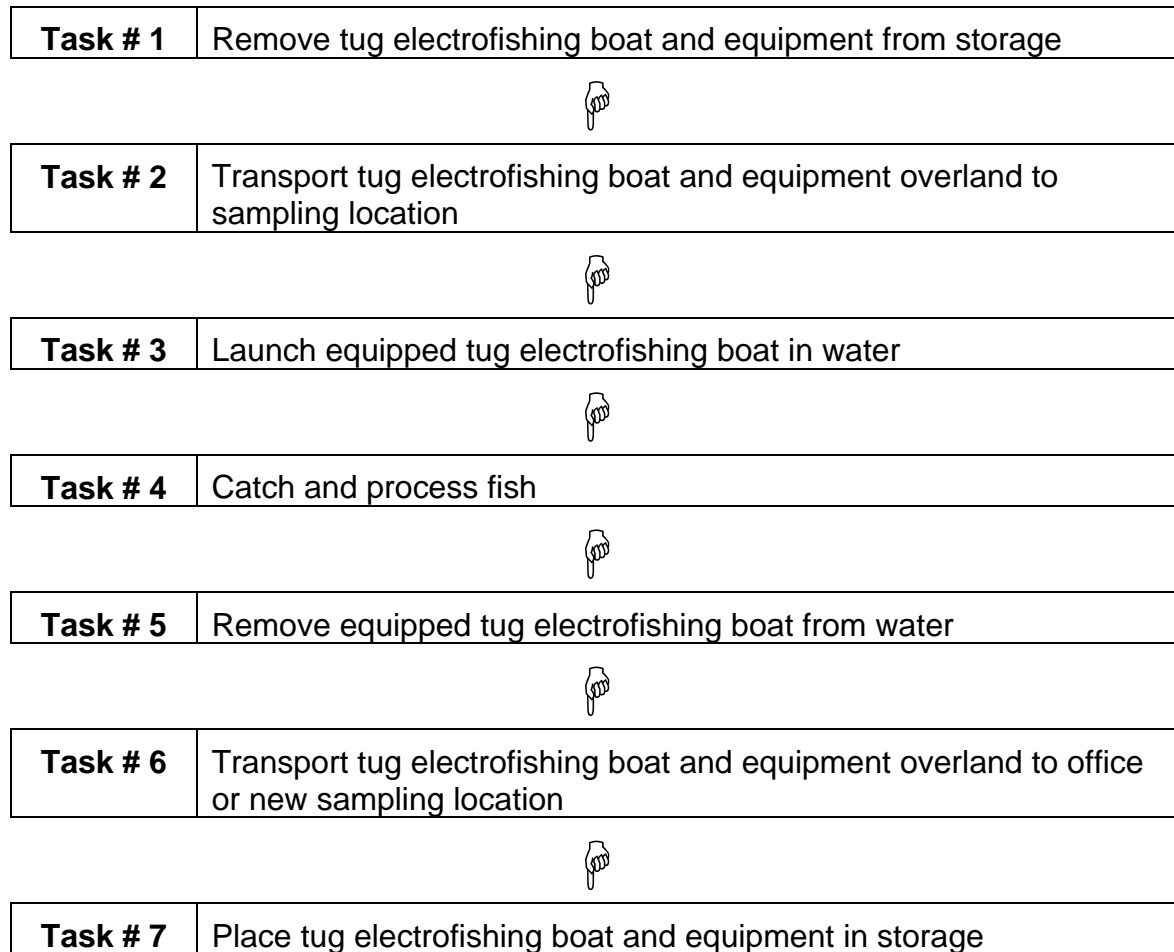 Task # 1 Remove tug electrofishing boat and equipment from storage
Task # 2 Transport tug electrofishing boat and equipment overland to
sampling location
Task # 3 Launch equipped tug electrofishing boat in water
Task # 4 Catch and process fish
Task # 5 Remove equipped tug electrofishing boat from water
Task # 6 Transport tug electrofishing boat and equipment overland to office
or new sampling location
Task # 7 Place tug electrofishing boat and equipment in storage